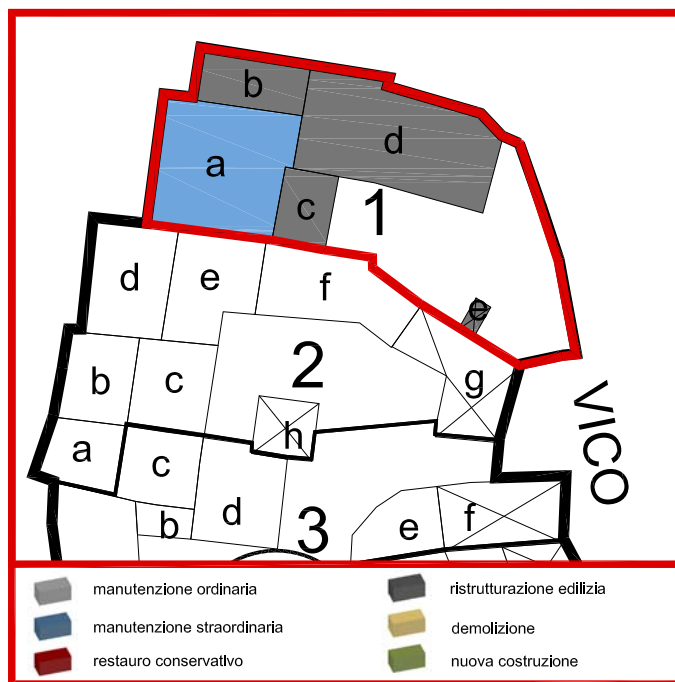 b
d
a
c
1
e
d
e
f
b
c
2
g
h
a
c
VICO
b
d
3
e
f
manutenzione ordinaria
ristrutturazione edilizia
manutenzione straordinaria
demolizione
restauro conservativo
nuova costruzione